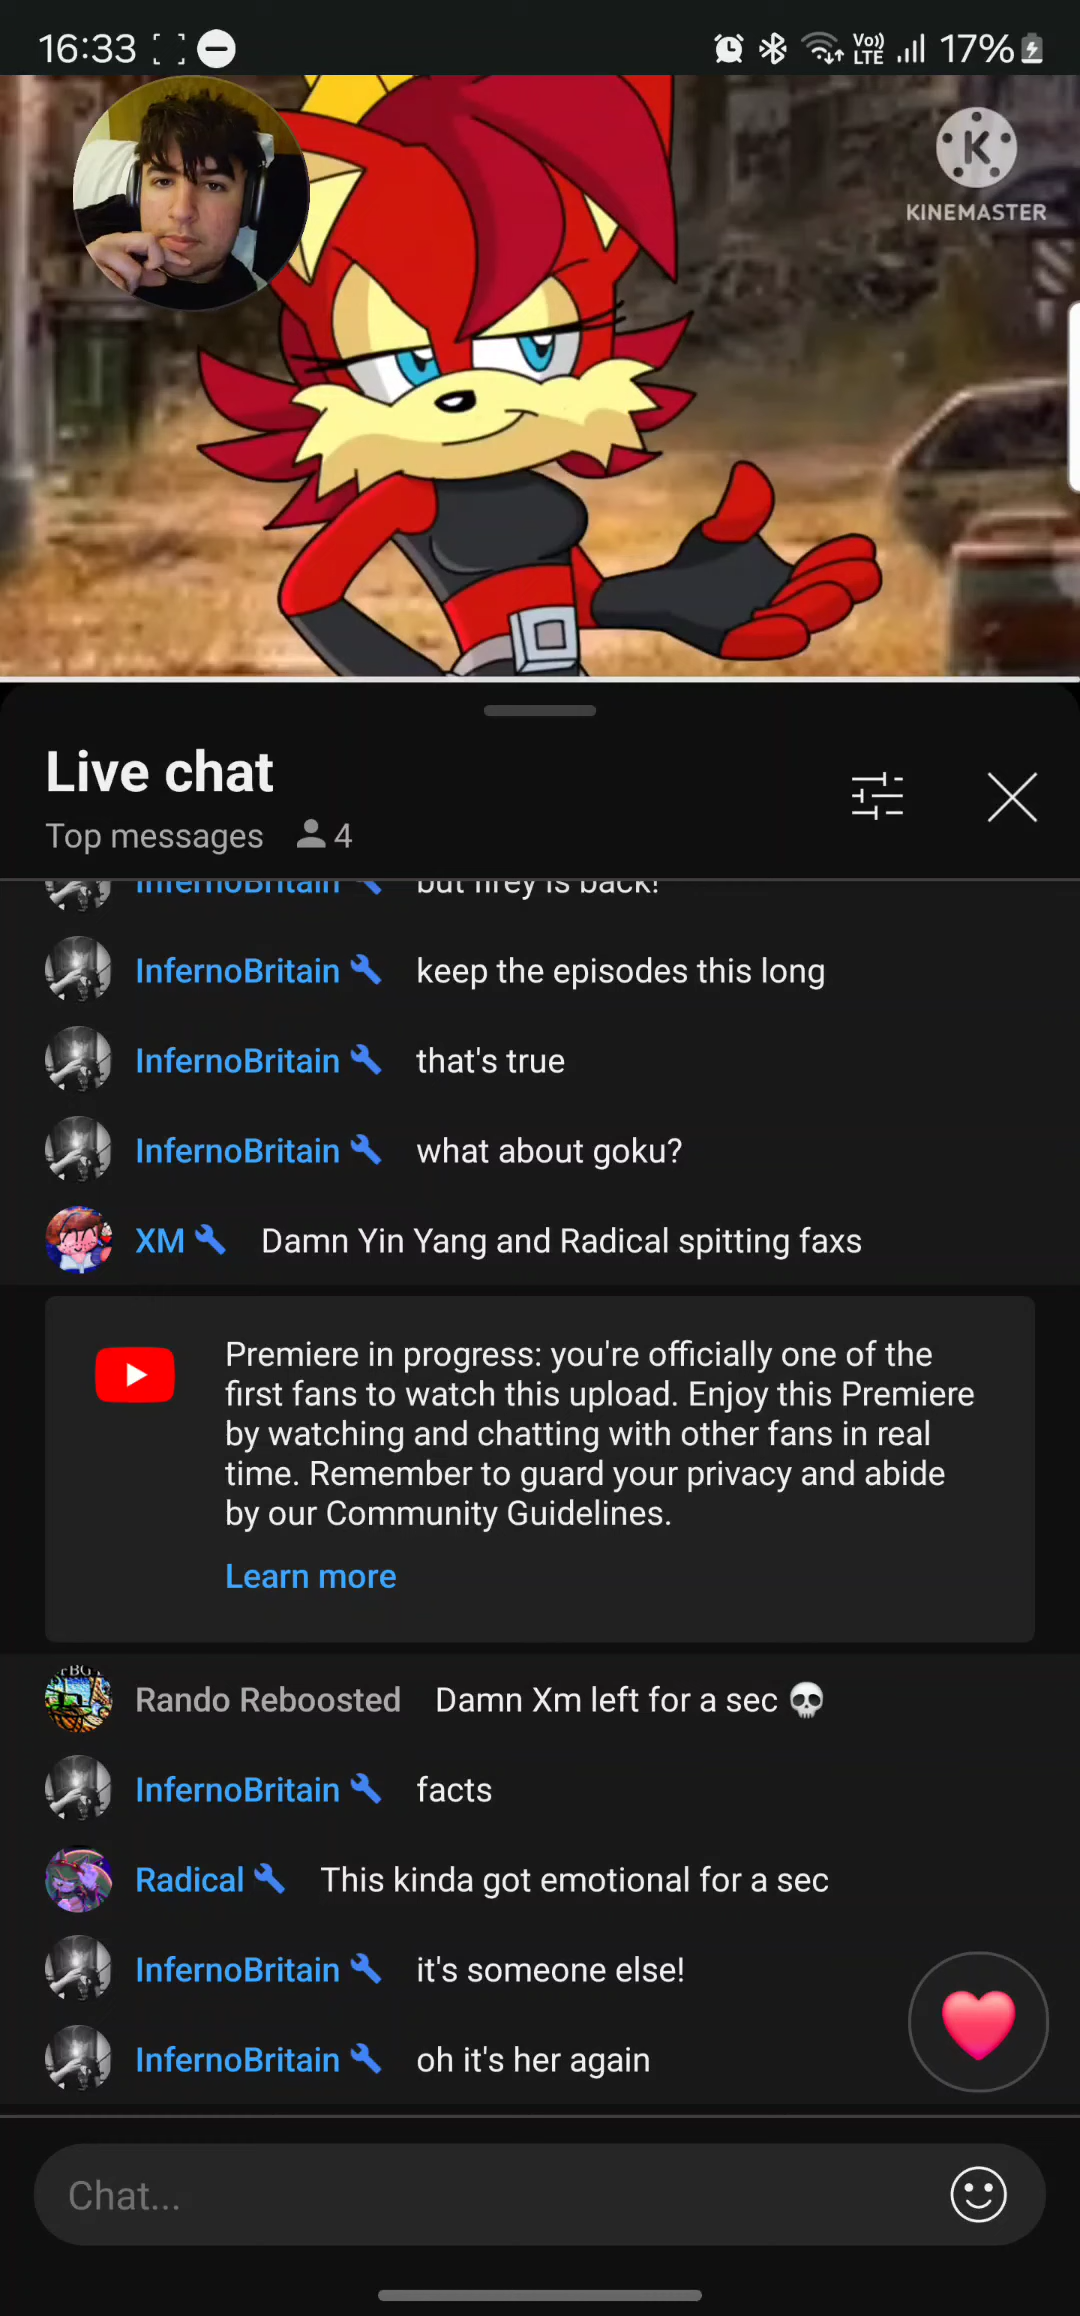 16:33
Vo)) LTE
17%
K
KINEMASTER
Live chat
Top messages 4
InfernoBritain but firey is back!
InfernoBritain keep the episodes this long
InfernoBritain that's true
InfernoBritain what about goku?
XM Damn Yin Yang and Radical spitting faxs
Premiere in progress: you're officially one of the
first fans to watch this upload. Enjoy this Premiere
by watching and chatting with other fans in real
time. Remember to guard your privacy and abide
by our Community Guidelines.
Learn more
Rando Reboosted Damn Xm left for a sec 💀
InfernoBritain facts
Radical This kinda got emotional for a sec
InfernoBritain it's someone else!
InfernoBritain oh it's her again
Chat...